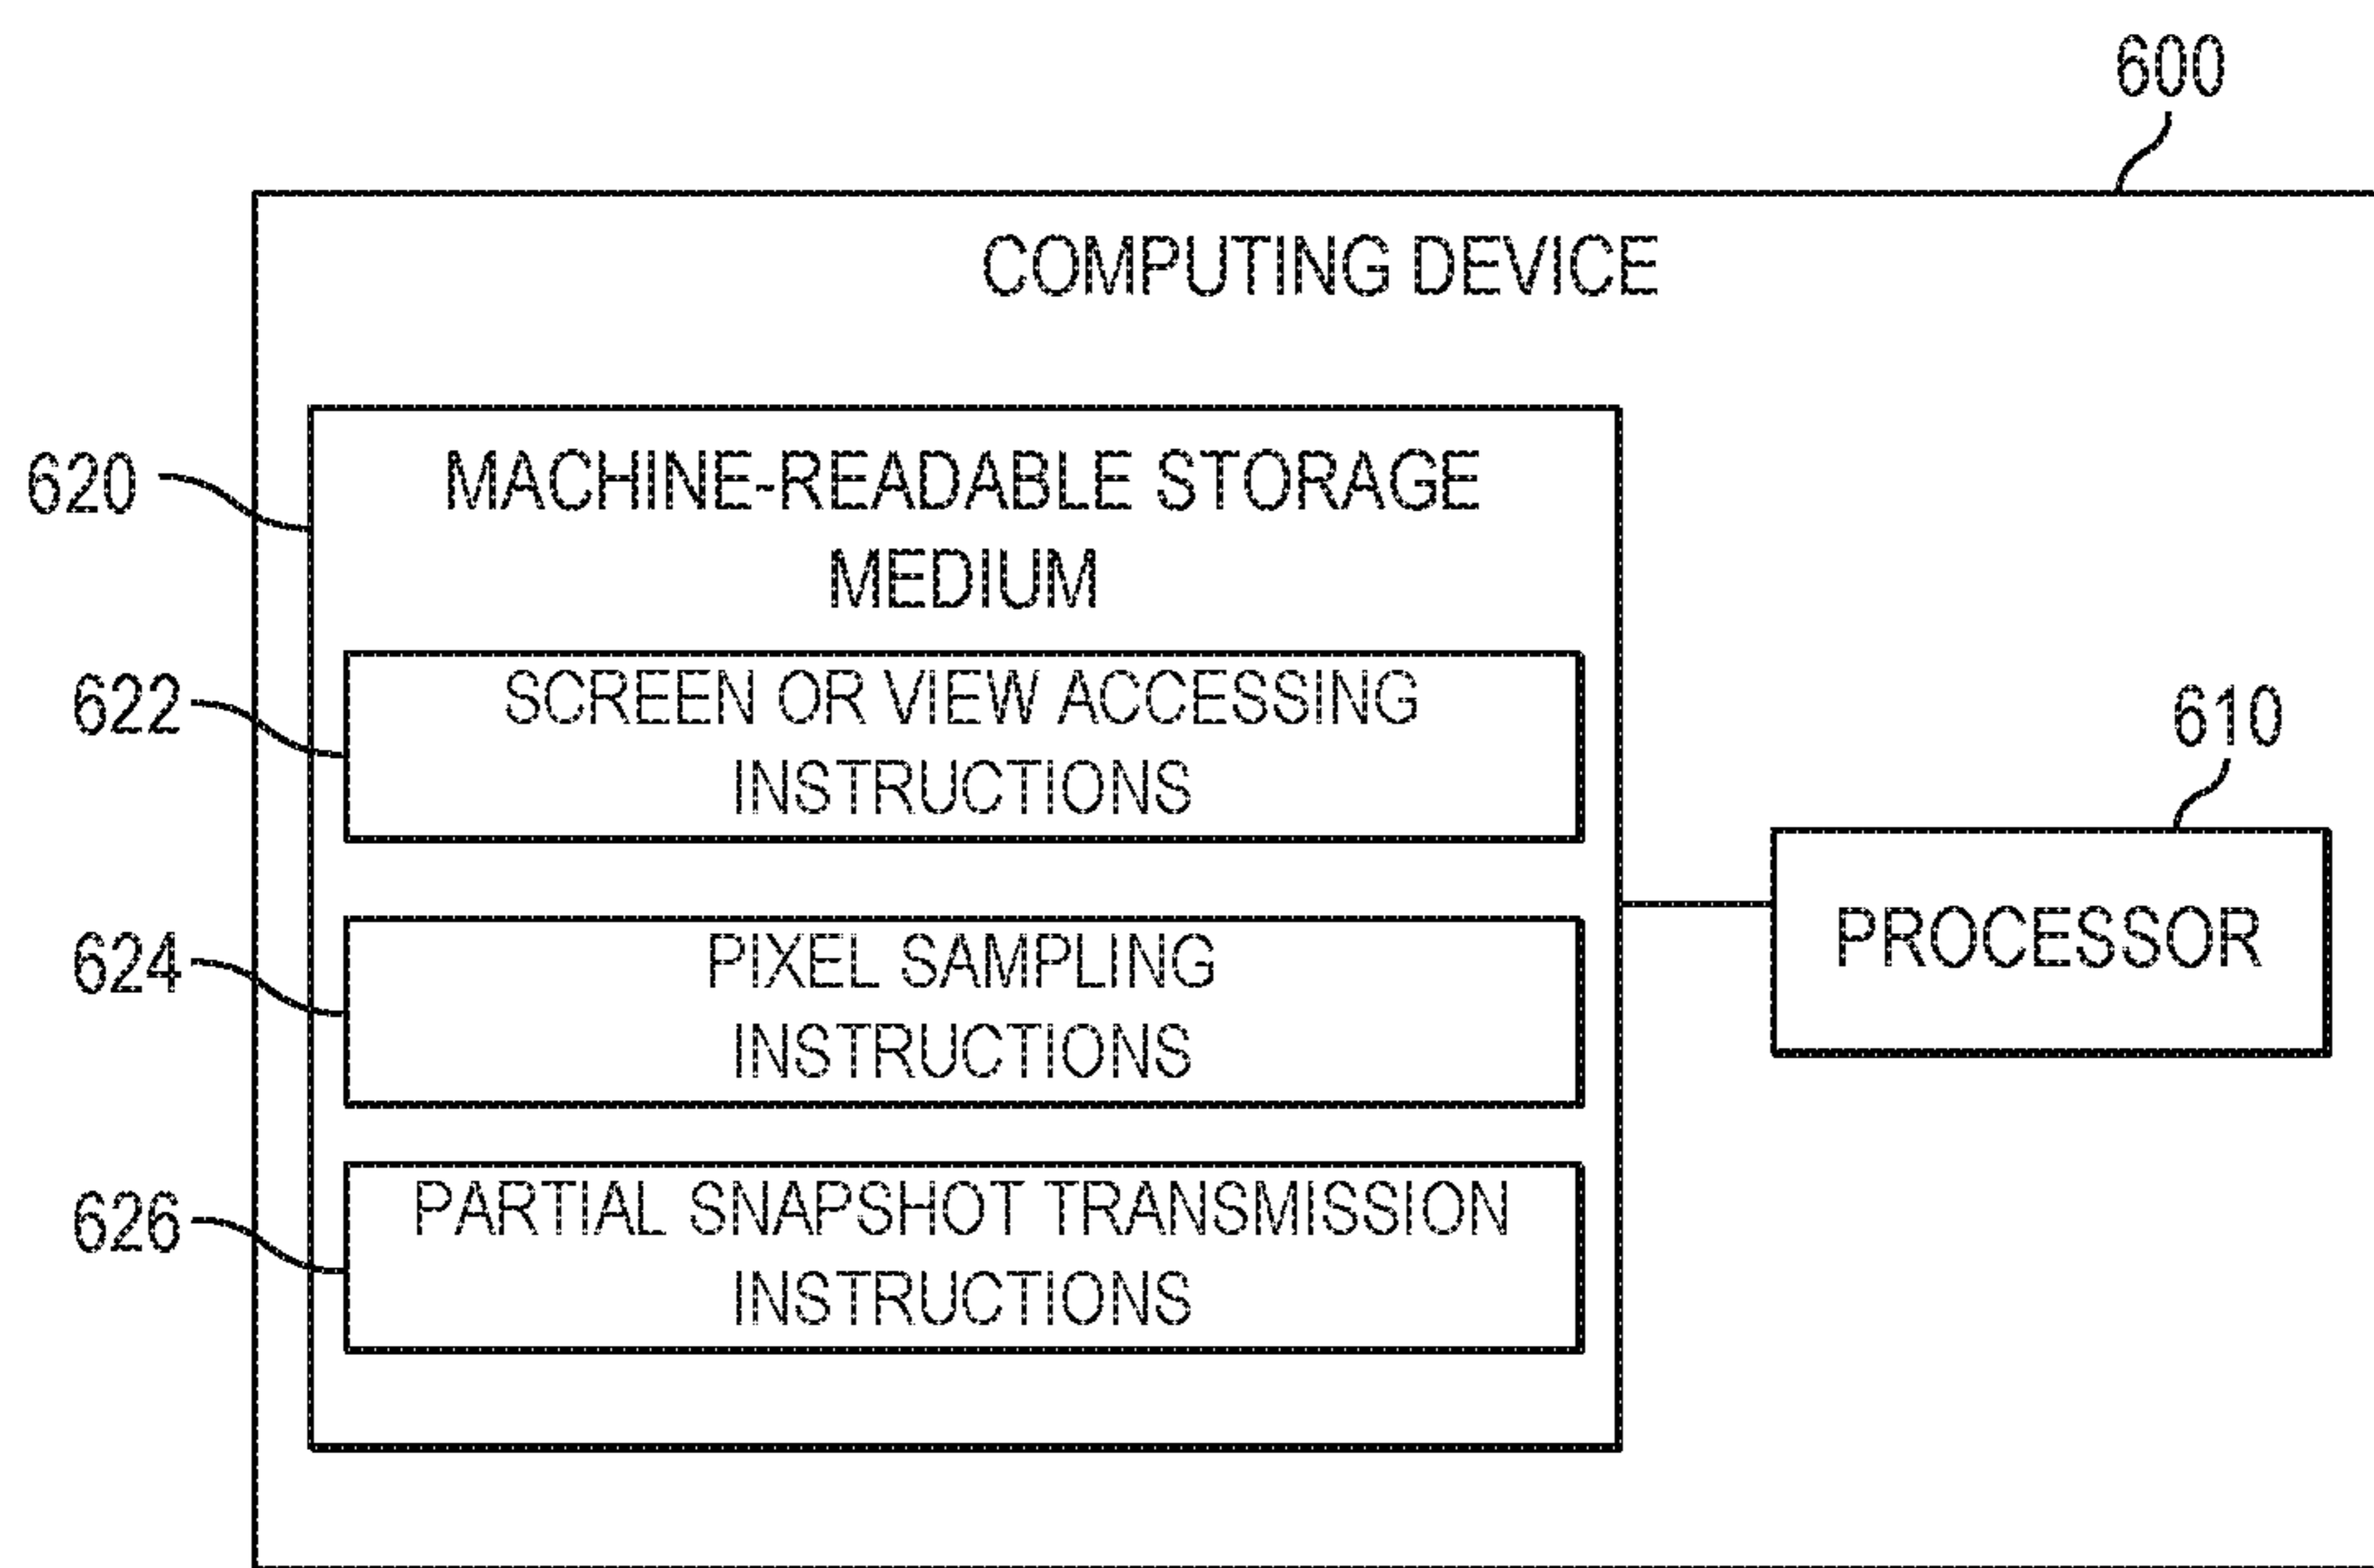 600
COMPUTING DEVICE
620
MACHINE-READABLE STORAGE
MEDIUM
622
SCREEN OR VIEW ACCESSING
INSTRUCTIONS
610
PROCESSOR
624
PIXEL SAMPLING
INSTRUCTIONS
626
PARTIAL SNAPSHOT TRANSMISSION
INSTRUCTIONS